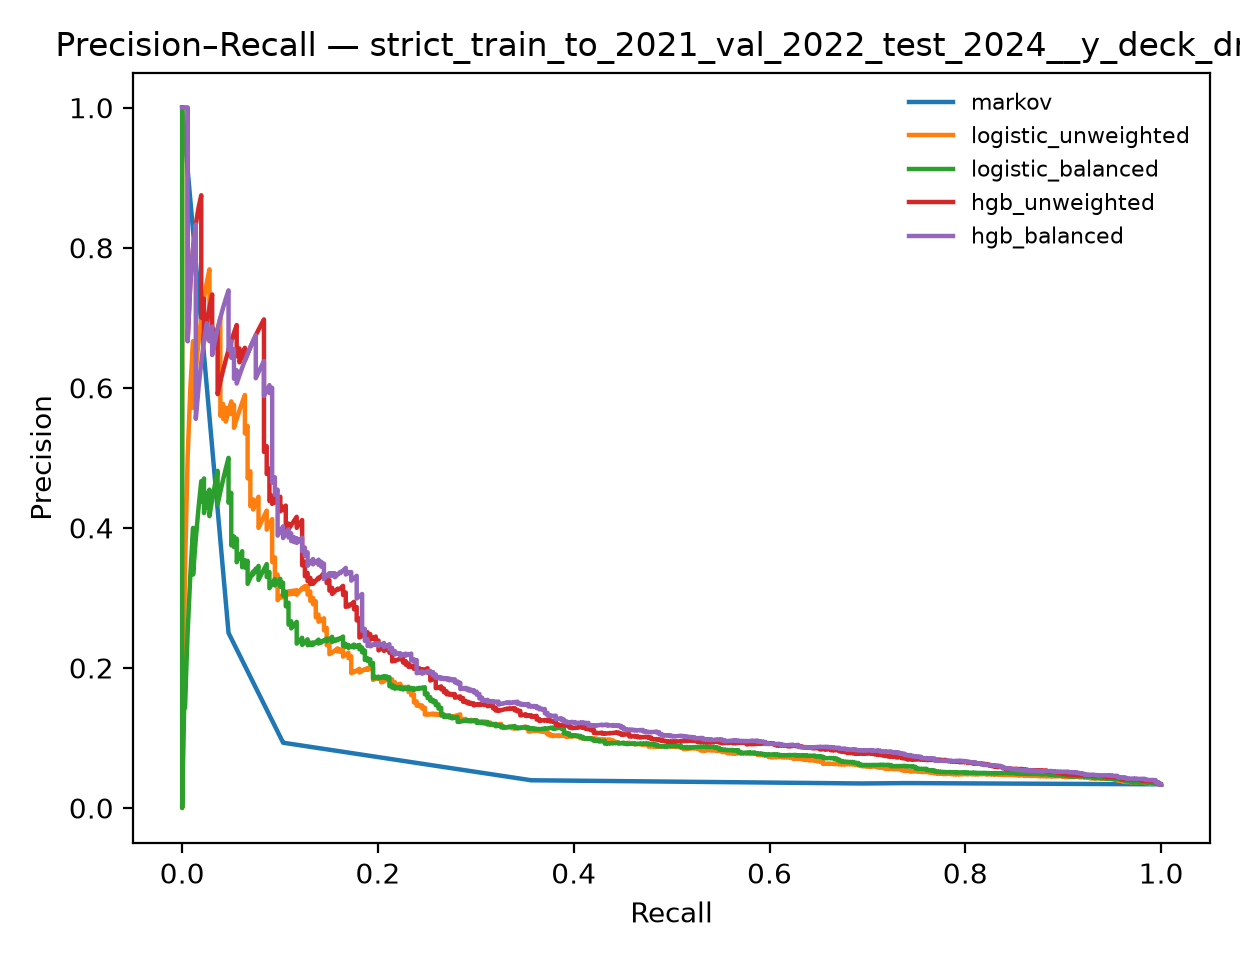 Precision–Recall — strict_train_to_2021_val_2022_test_2024__y_deck_dr
markov
logistic_unweighted
logistic_balanced
hgb_unweighted
hgb_balanced
1.0
0.8
0.6
0.4
0.2
0.0
Precision
0.0 0.2 0.4 0.6 0.8 1.0
Recall